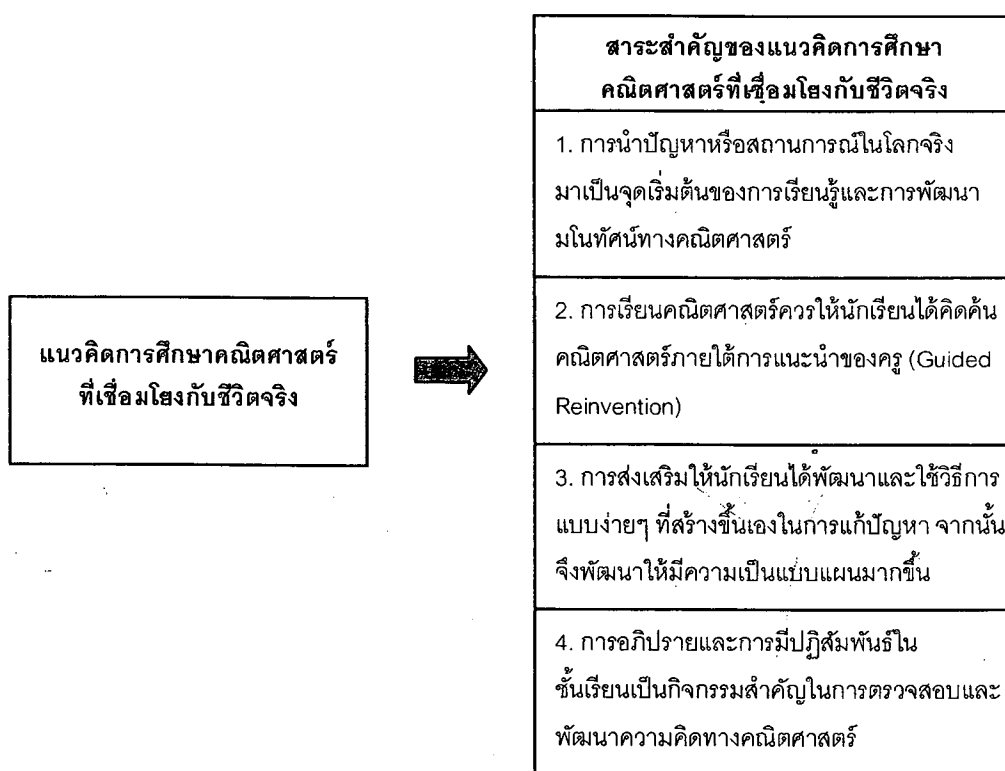 สาระสำคัญของแนวคิดการศึกษา
คณิตศาสตร์ที่เชื่อมโยงกับชีวิตจริง
1. การนำปัญหาหรือสถานการณ์ในโลกจริง
มาเป็นจุดเริ่มต้นของการเรียนรู้และการพัฒนา
มโนทัศน์ทางคณิตศาสตร์
แนวคิดการศึกษาคณิตศาสตร์
ที่เชื่อมโยงกับชีวิตจริง
2. การเรียนคณิตศาสตร์ควรให้นักเรียนได้คิดค้น
คณิตศาสตร์ภายใต้การแนะนำของครู (Guided
Reinvention)
3. การส่งเสริมให้นักเรียนได้พัฒนาและใช้วิธีการ
แบบง่ายๆ ที่สร้างขึ้นเองในการแก้ปัญหา จากนั้น
จึงพัฒนาให้มีความเป็นแบบแผนมากขึ้น
4. การอภิปรายและการมีปฏิสัมพันธ์ใน
ชั้นเรียนเป็นกิจกรรมสำคัญในการตรวจสอบและ
พัฒนาความคิดทางคณิตศาสตร์